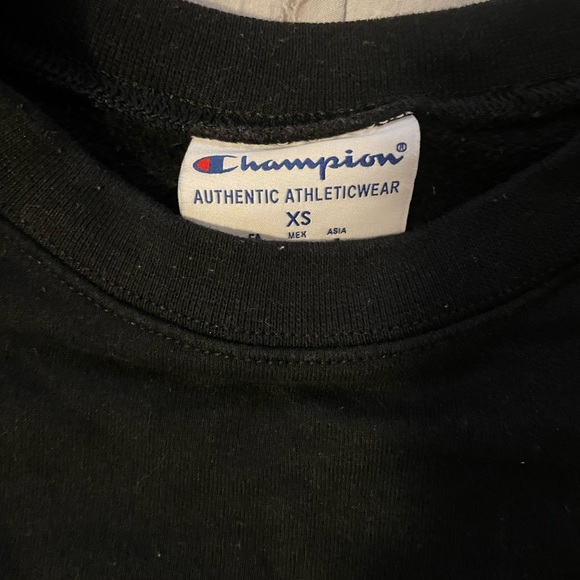 Champion®
AUTHENTIC ATHLETICWEAR
XS
MEX ASIA